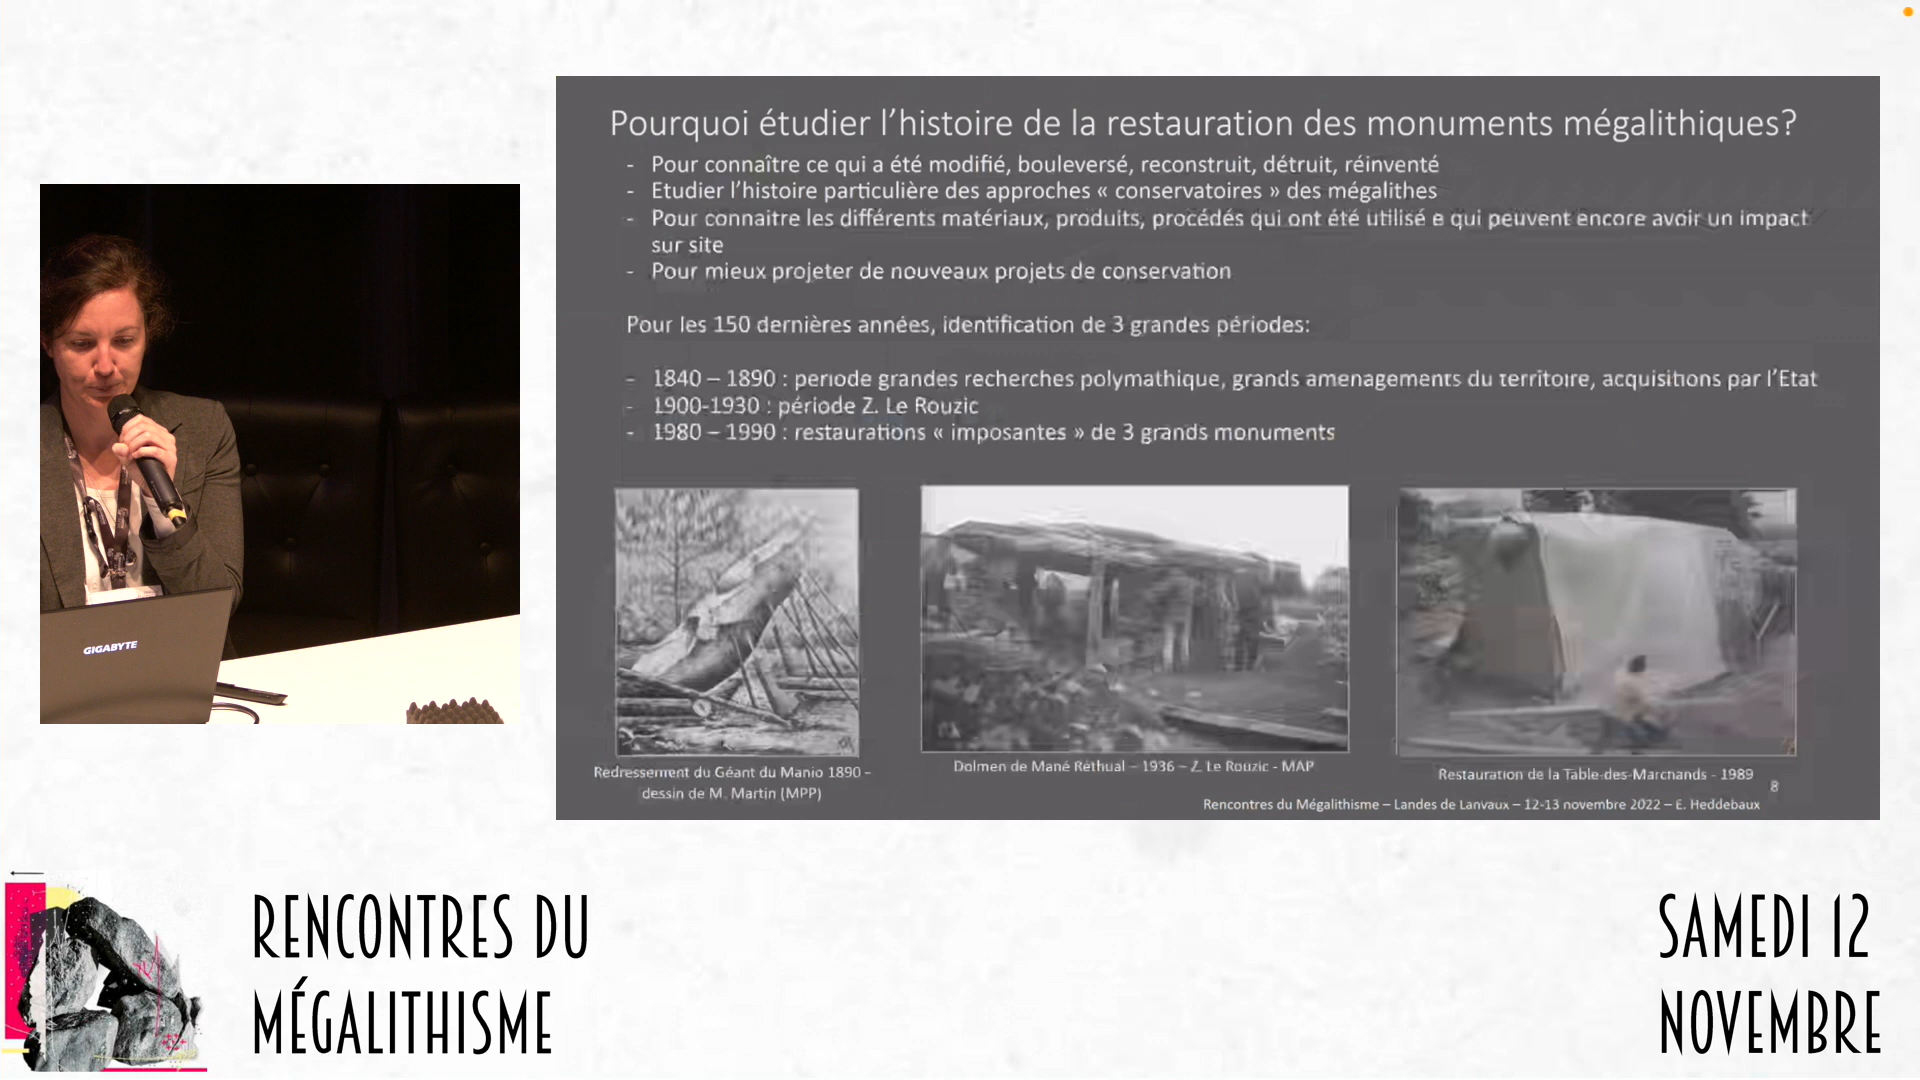 Pourquoi étudier l’histoire de la restauration des monuments mégalithiques?
- Pour connaître ce qui a été modifié, bouleversé, reconstruit, détruit, réinventé
- Etudier l’histoire particulière des approches « conservatoires » des mégalithes
- Pour connaitre les différents matériaux, produits, procédés qui ont été utilisé e qui peuvent encore avoir un impact
sur site
- Pour mieux projeter de nouveaux projets de conservation
Pour les 150 dernières années, identification de 3 grandes périodes:
- 1840 – 1890 : periode grandes recherches polymathique, grands amenagements du territoire, acquisitions par l’Etat
- 1900-1930 : période Z. Le Rouzic
- 1980 – 1990 : restaurations « imposantes » de 3 grands monuments
Redressement du Géant du Manio 1890 –
dessin de M. Martin (MPP)
Dolmen de Mané Réthual – 1936 – Z. Le Rouzic - MAP
Restauration de la Table-des-Marchands - 1989
8
Rencontres du Mégalithisme – Landes de Lanvaux – 12-13 novembre 2022 – E. Heddebaux
GIGABYTE
RENCONTRES DU
MÉGALITHISME
SAMEDI 12
NOVEMBRE